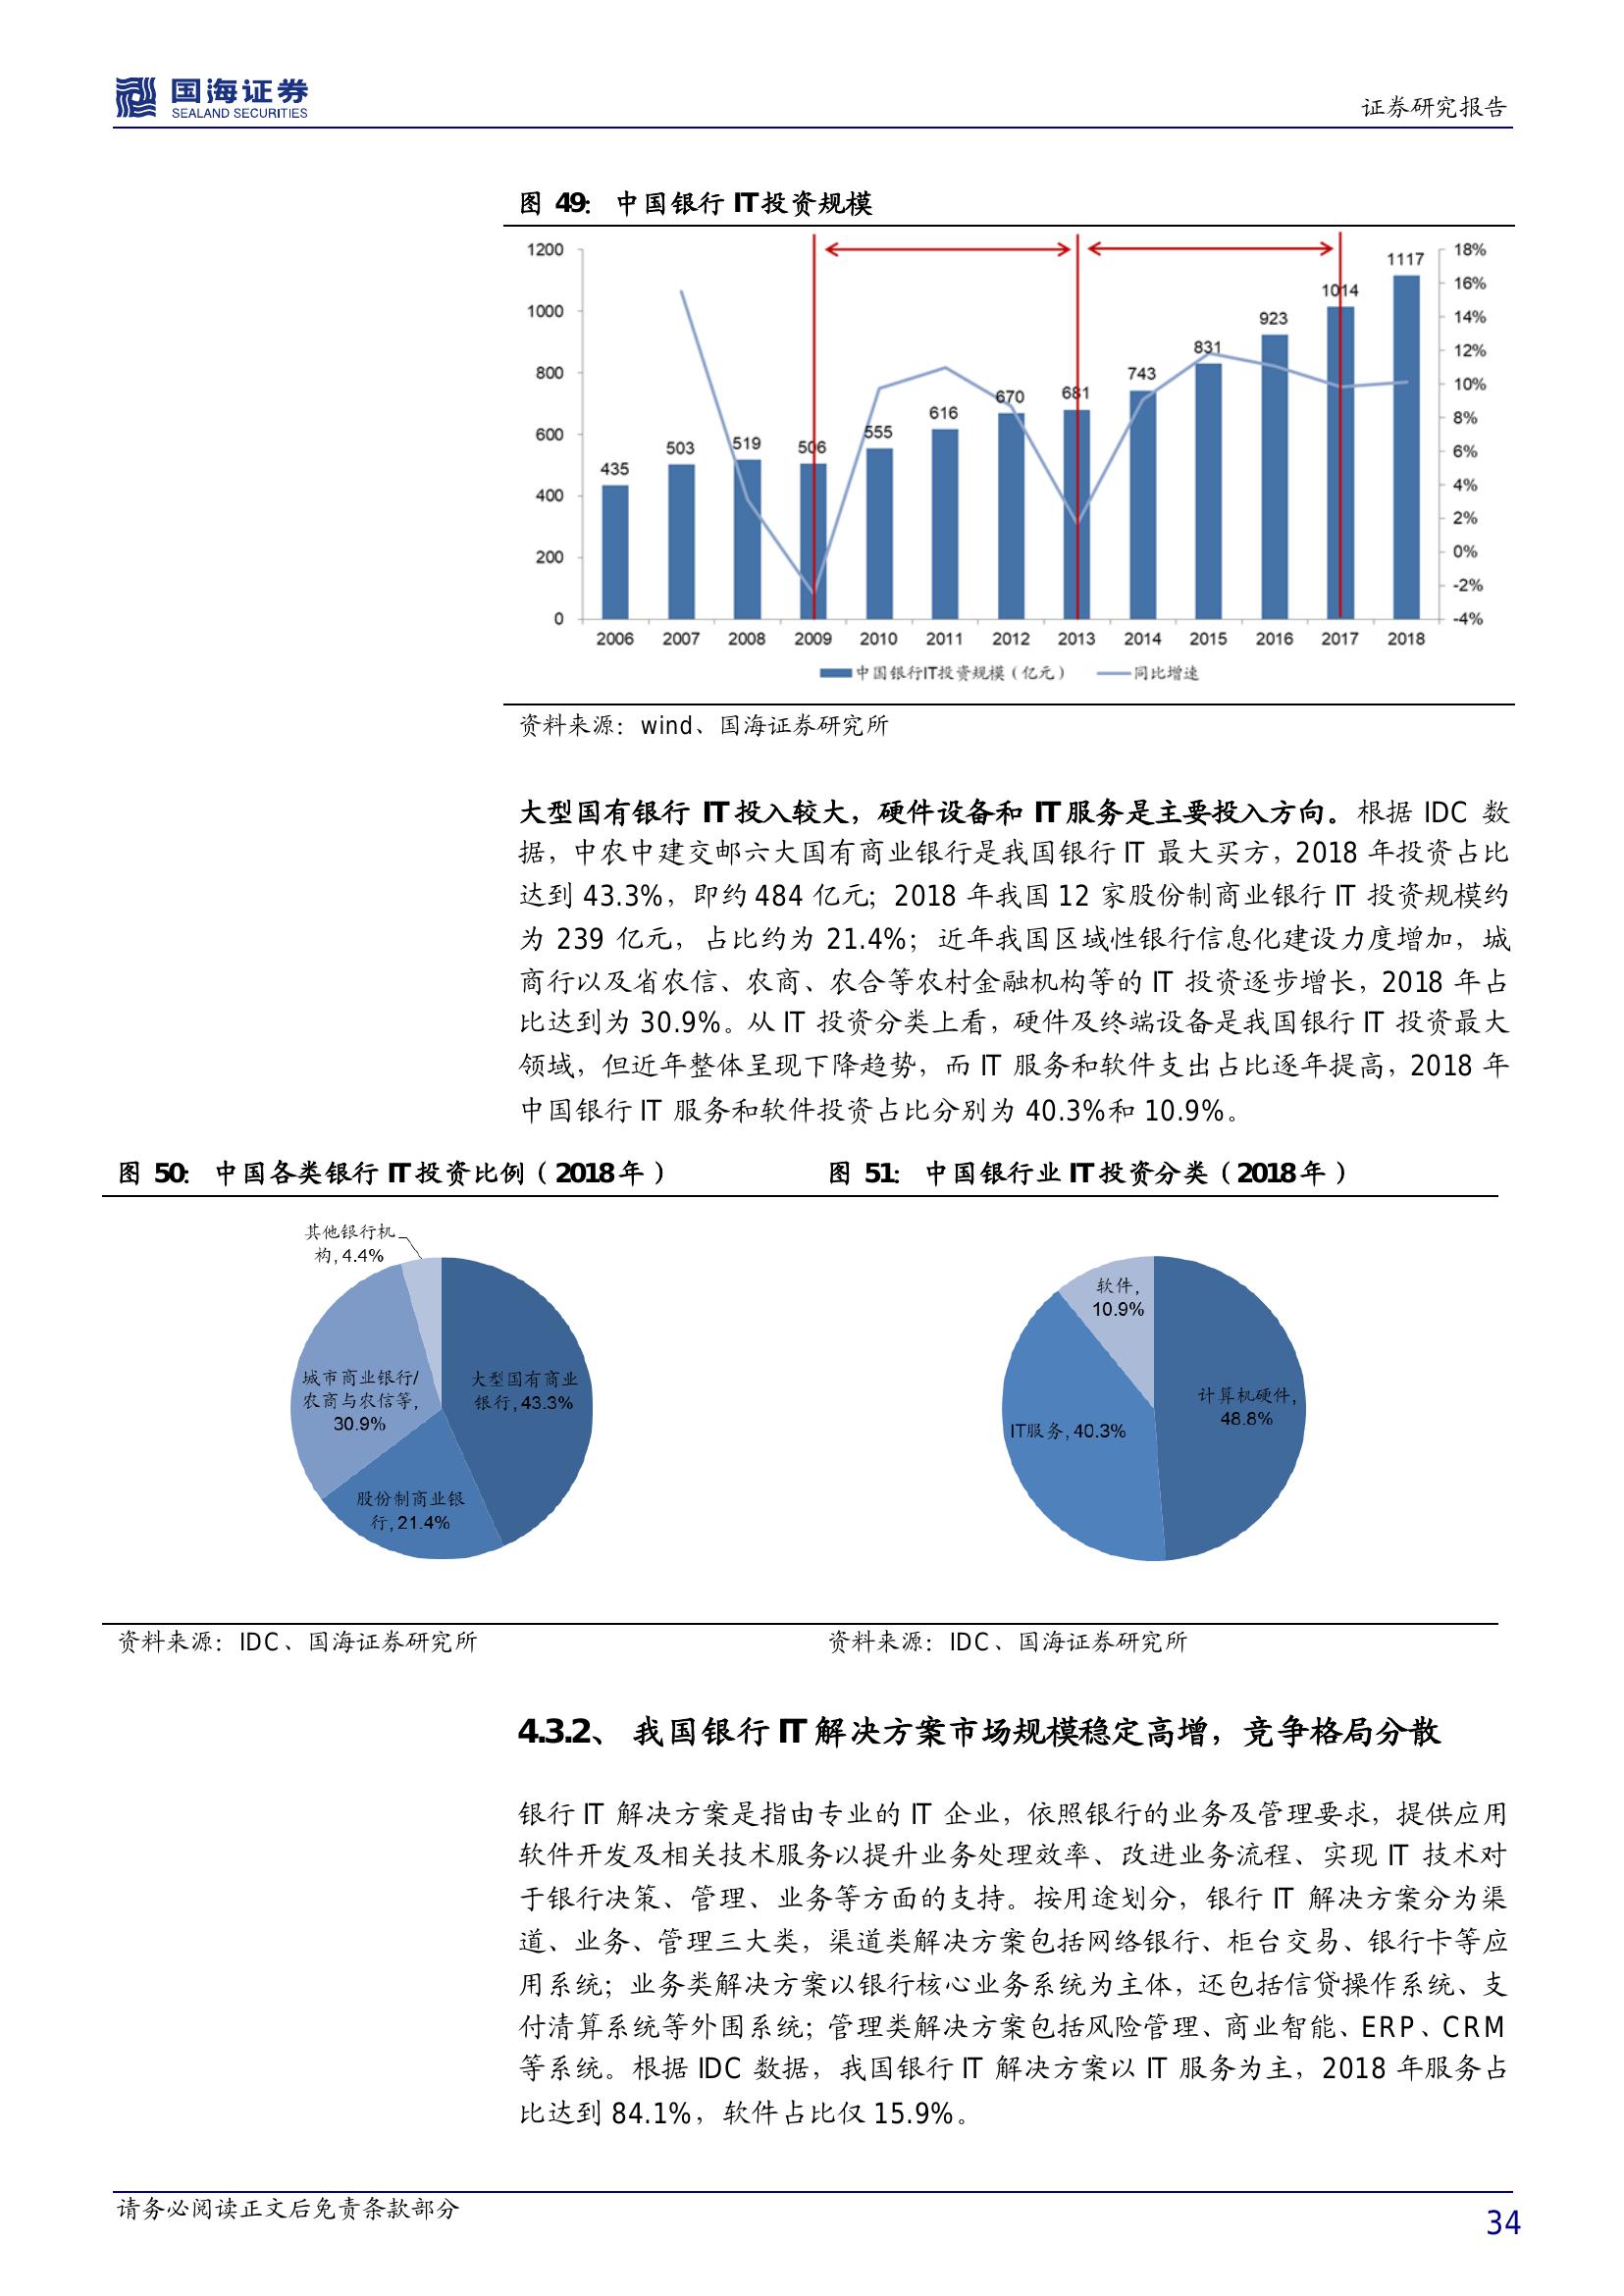 国海证券
SEALAND SECURITIES
证券研究报告
图 49： 中国银行 IT 投资规模
1200
1000
800
600
400
200
0
18%
16%
14%
12%
10%
8%
6%
4%
2%
0%
-2%
-4%
435
503
519
506
555
616
670
681
743
831
923
1014
1117
2006 2007 2008 2009 2010 2011 2012 2013 2014 2015 2016 2017 2018
中国银行IT投资规模（亿元） 同比增速
资料来源：wind、国海证券研究所
大型国有银行 IT 投入较大，硬件设备和 IT 服务是主要投入方向。根据 IDC 数
据，中农中建交邮六大国有商业银行是我国银行 IT 最大买方，2018 年投资占比
达到 43.3%，即约 484 亿元；2018 年我国 12 家股份制商业银行 IT 投资规模约
为 239 亿元，占比约为 21.4%；近年我国区域性银行信息化建设力度增加，城
商行以及省农信、农商、农合等农村金融机构等的 IT 投资逐步增长，2018 年占
比达到为 30.9%。从 IT 投资分类上看，硬件及终端设备是我国银行 IT 投资最大
领域，但近年整体呈现下降趋势，而 IT 服务和软件支出占比逐年提高，2018 年
中国银行 IT 服务和软件投资占比分别为 40.3%和 10.9%。
图 50： 中国各类银行 IT 投资比例（2018 年）
其他银行机
构, 4.4%
大型国有商业
银行, 43.3%
城市商业银行/
农商与农信等,
30.9%
股份制商业银
行, 21.4%
资料来源：IDC、国海证券研究所
图 51： 中国银行业 IT 投资分类（2018 年）
软件,
10.9%
计算机硬件,
48.8%
IT服务, 40.3%
资料来源：IDC、国海证券研究所
4.3.2、 我国银行 IT 解决方案市场规模稳定高增，竞争格局分散
银行 IT 解决方案是指由专业的 IT 企业，依照银行的业务及管理要求，提供应用
软件开发及相关技术服务以提升业务处理效率、改进业务流程、实现 IT 技术对
于银行决策、管理、业务等方面的支持。按用途划分，银行 IT 解决方案分为渠
道、业务、管理三大类，渠道类解决方案包括网络银行、柜台交易、银行卡等应
用系统；业务类解决方案以银行核心业务系统为主体，还包括信贷操作系统、支
付清算系统等外围系统；管理类解决方案包括风险管理、商业智能、ERP、CRM
等系统。根据 IDC 数据，我国银行 IT 解决方案以 IT 服务为主，2018 年服务占
比达到 84.1%，软件占比仅 15.9%。
请务必阅读正文后免责条款部分
34